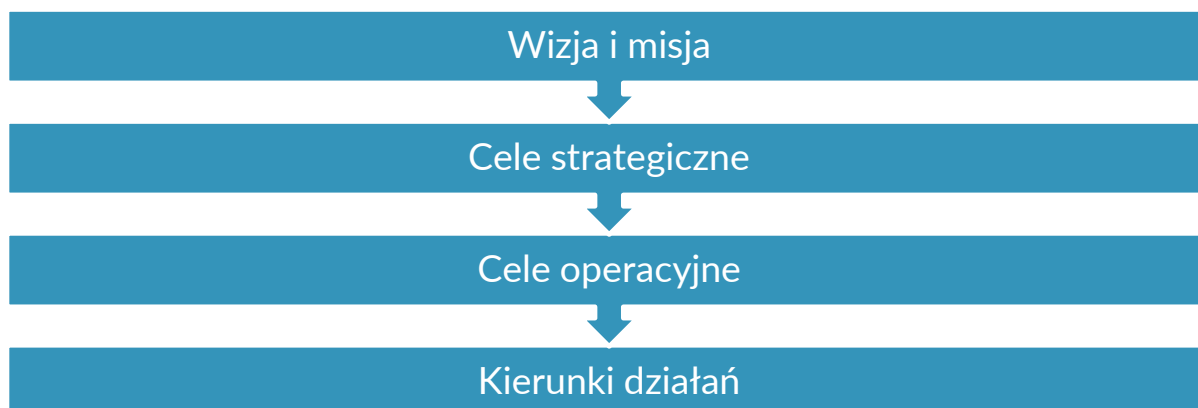 Wizja i misja
Cele strategiczne
Cele operacyjne
Kierunki działań